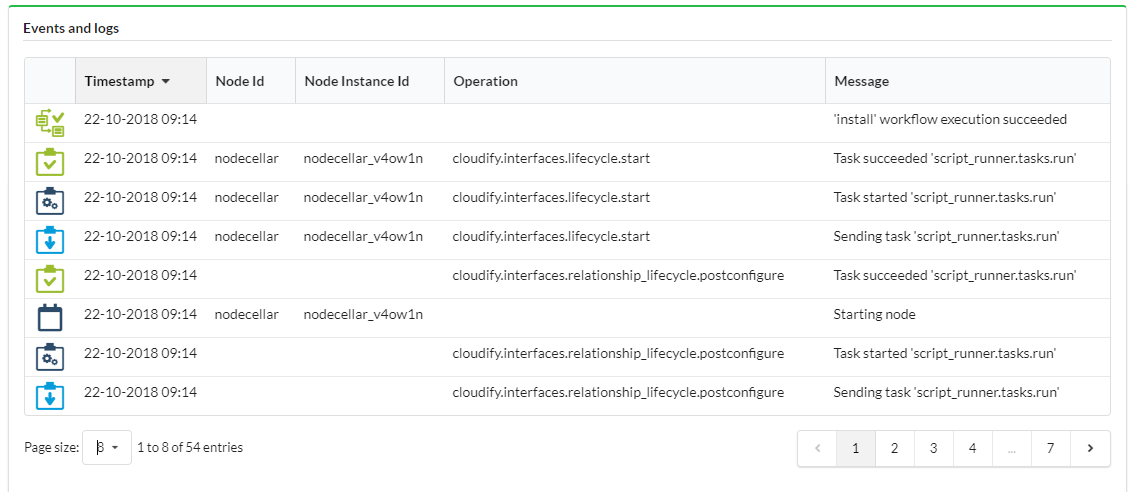 Events and logs
Timestamp Node Id Node Instance Id Operation Message
22-10-2018 09:14 'install' workflow execution succeeded
22-10-2018 09:14 nodecellar nodecellar_v4ow1n cloudify.interfaces.lifecycle.start Task succeeded 'script_runner.tasks.run'
22-10-2018 09:14 nodecellar nodecellar_v4ow1n cloudify.interfaces.lifecycle.start Task started 'script_runner.tasks.run'
22-10-2018 09:14 nodecellar nodecellar_v4ow1n cloudify.interfaces.lifecycle.start Sending task 'script_runner.tasks.run'
22-10-2018 09:14 cloudify.interfaces.relationship_lifecycle.postconfigure Task succeeded 'script_runner.tasks.run'
22-10-2018 09:14 nodecellar nodecellar_v4ow1n Starting node
22-10-2018 09:14 cloudify.interfaces.relationship_lifecycle.postconfigure Task started 'script_runner.tasks.run'
22-10-2018 09:14 cloudify.interfaces.relationship_lifecycle.postconfigure Sending task 'script_runner.tasks.run'
Page size: 8 1 to 8 of 54 entries ‹ 1 2 3 4 ... 7 ›